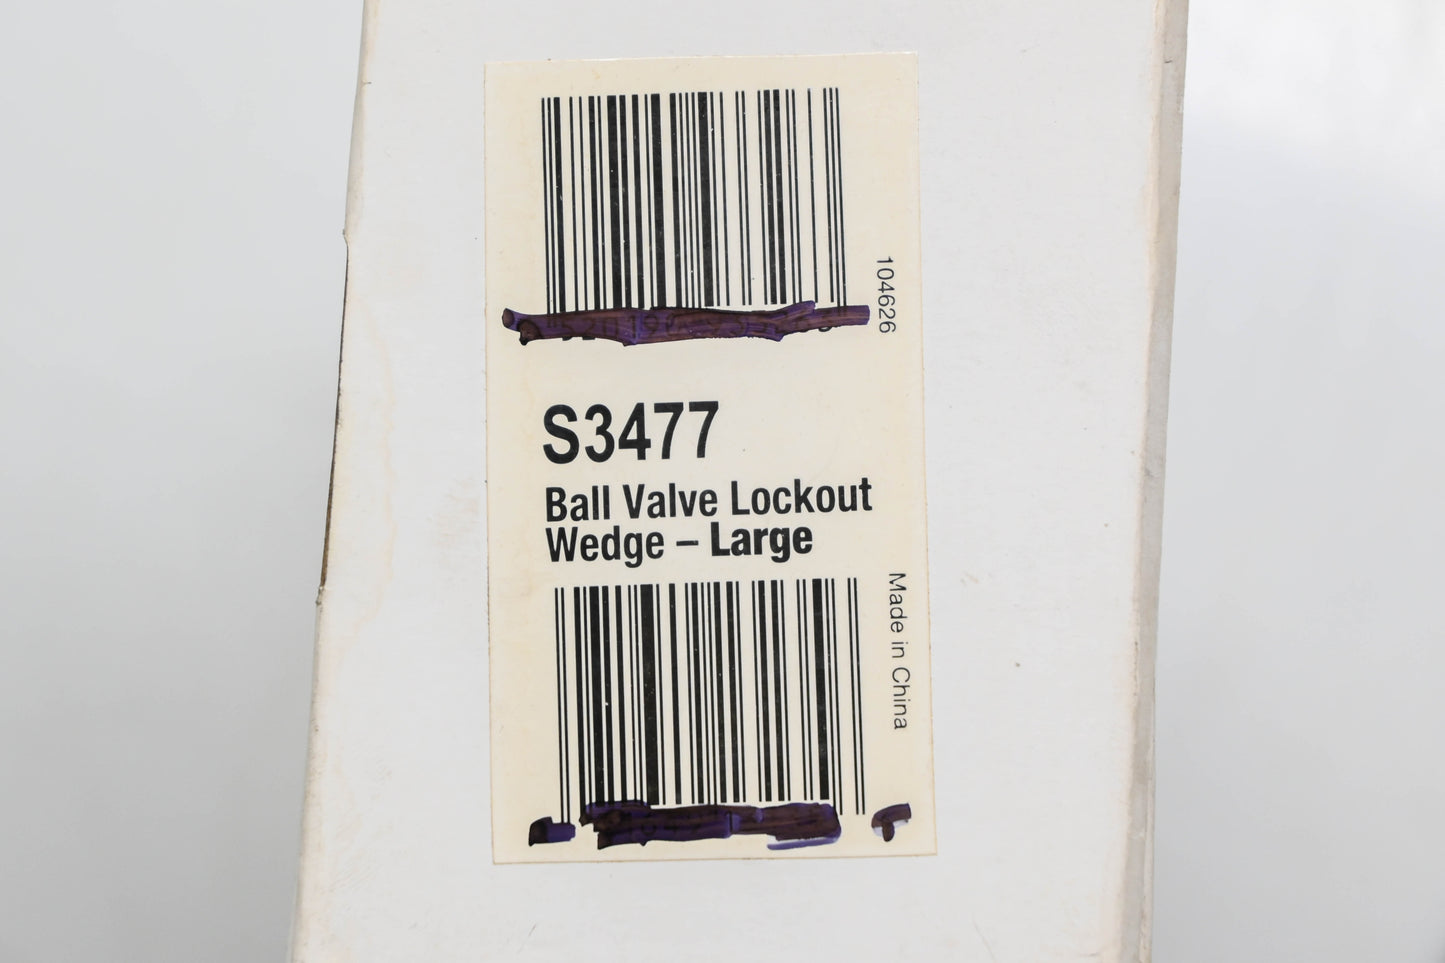 104626
S3477
Ball Valve Lockout
Wedge – Large
Made in China